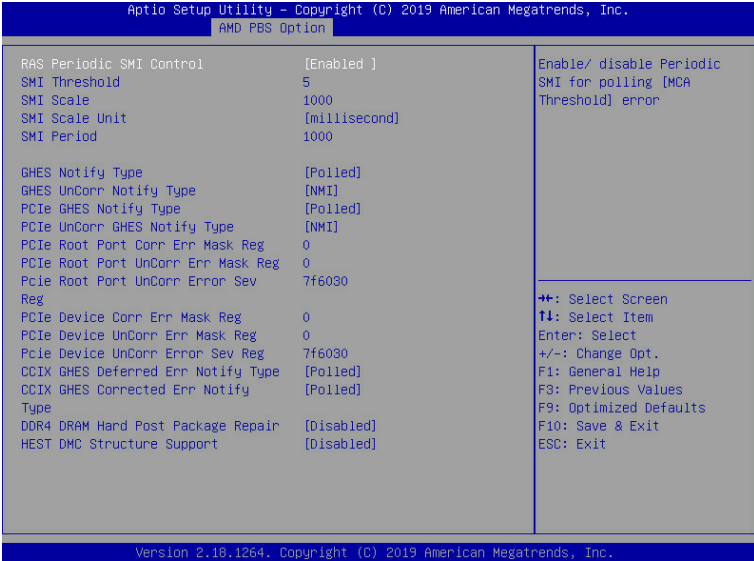 Aptio Setup Utility – Copyright (C) 2019 American Megatrends, Inc.
AMD PBS Option
RAS Periodic SMI Control [Enabled ]
SMI Threshold 5
SMI Scale 1000
SMI Scale Unit [millisecond]
SMI Period 1000
GHES Notify Type [Polled]
GHES UnCorr Notify Type [NMI]
PCIe GHES Notify Type [Polled]
PCIe UnCorr GHES Notify Type [NMI]
PCIe Root Port Corr Err Mask Reg 0
PCIe Root Port UnCorr Err Mask Reg 0
Pcie Root Port UnCorr Error Sev 7f6030
Reg
PCIe Device Corr Err Mask Reg 0
PCIe Device UnCorr Err Mask Reg 0
Pcie Device UnCorr Error Sev Reg 7f6030
CCIX GHES Deferred Err Notify Type [Polled]
CCIX GHES Corrected Err Notify [Polled]
Type
DDR4 DRAM Hard Post Package Repair [Disabled]
HEST DMC Structure Support [Disabled]
Enable/ disable Periodic
SMI for polling [MCA
Threshold] error
→←: Select Screen
↑↓: Select Item
Enter: Select
+/-: Change Opt.
F1: General Help
F3: Previous Values
F9: Optimized Defaults
F10: Save & Exit
ESC: Exit
Version 2.18.1264. Copyright (C) 2019 American Megatrends, Inc.